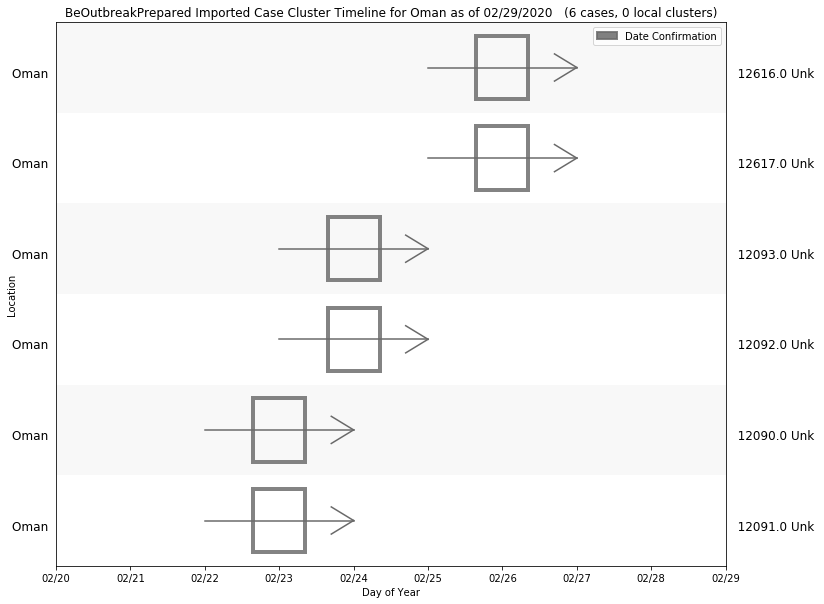 BeOutbreakPrepared Imported Case Cluster Timeline for Oman as of 02/29/2020 (6 cases, 0 local clusters)
Date Confirmation
Oman 12616.0 Unk
Oman 12617.0 Unk
Oman 12093.0 Unk
Location
Oman 12092.0 Unk
Oman 12090.0 Unk
Oman 12091.0 Unk
02/20 02/21 02/22 02/23 02/24 02/25 02/26 02/27 02/28 02/29
Day of Year